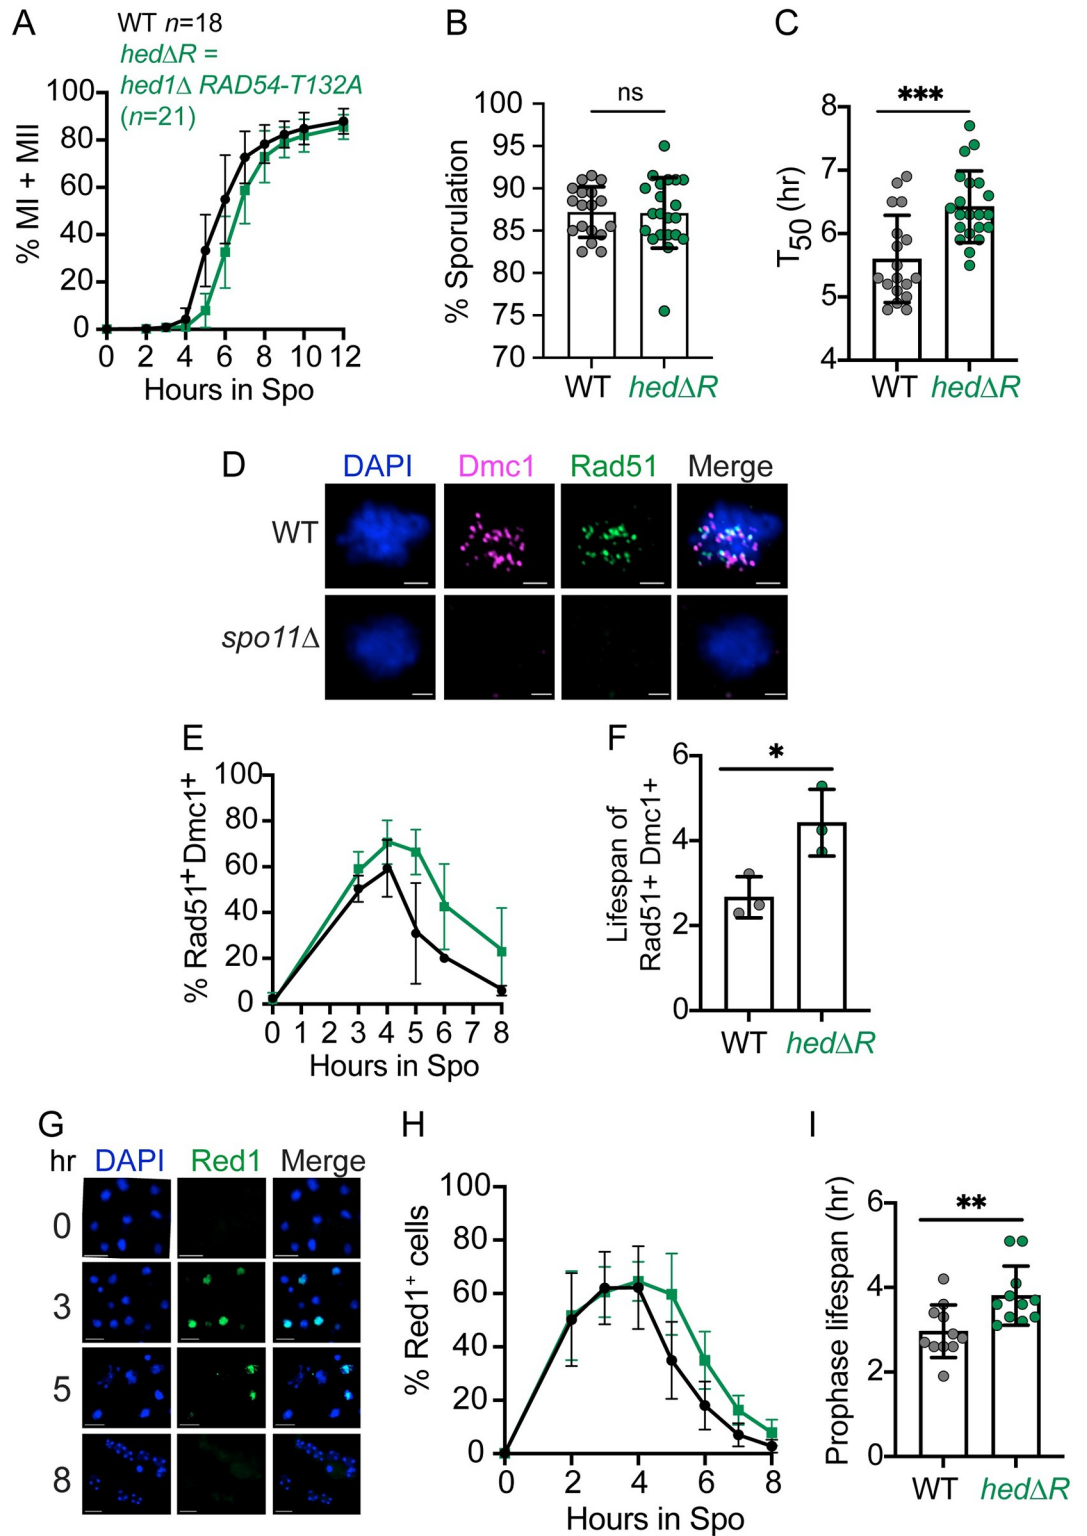 A
WT n=18
hedΔR =
hed1Δ RAD54-T132A
(n=21)
% MI + MII
100
80
60
40
20
0
0 2 4 6 8 10 12
Hours in Spo
B
ns
% Sporulation
100
95
90
85
80
75
70
WT hedΔR
C
***
T50 (hr)
8
7
6
5
4
WT hedΔR
D
DAPI Dmc1 Rad51 Merge
WT
spo11Δ
E
% Rad51+ Dmc1+
100
80
60
40
20
0
0 1 2 3 4 5 6 7 8
Hours in Spo
F
*
Lifespan of
Rad51+ Dmc1+
6
4
2
0
WT hedΔR
G
hr DAPI Red1 Merge
0
3
5
8
H
% Red1+ cells
100
80
60
40
20
0
0 2 4 6 8
Hours in Spo
I
**
Prophase lifespan (hr)
6
4
2
0
WT hedΔR